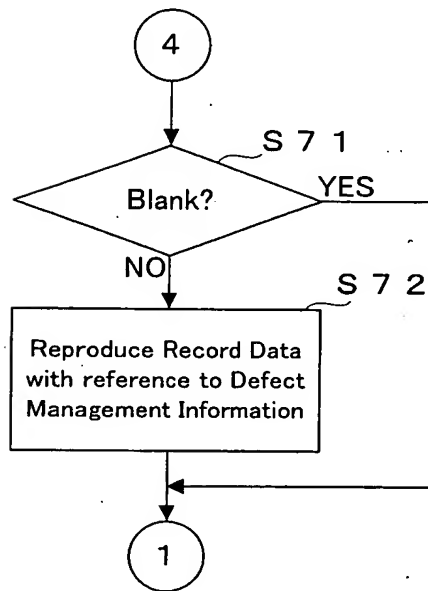 4
S 7 1
Blank?
YES
NO
S 7 2
Reproduce Record Data
with reference to Defect
Management Information
1